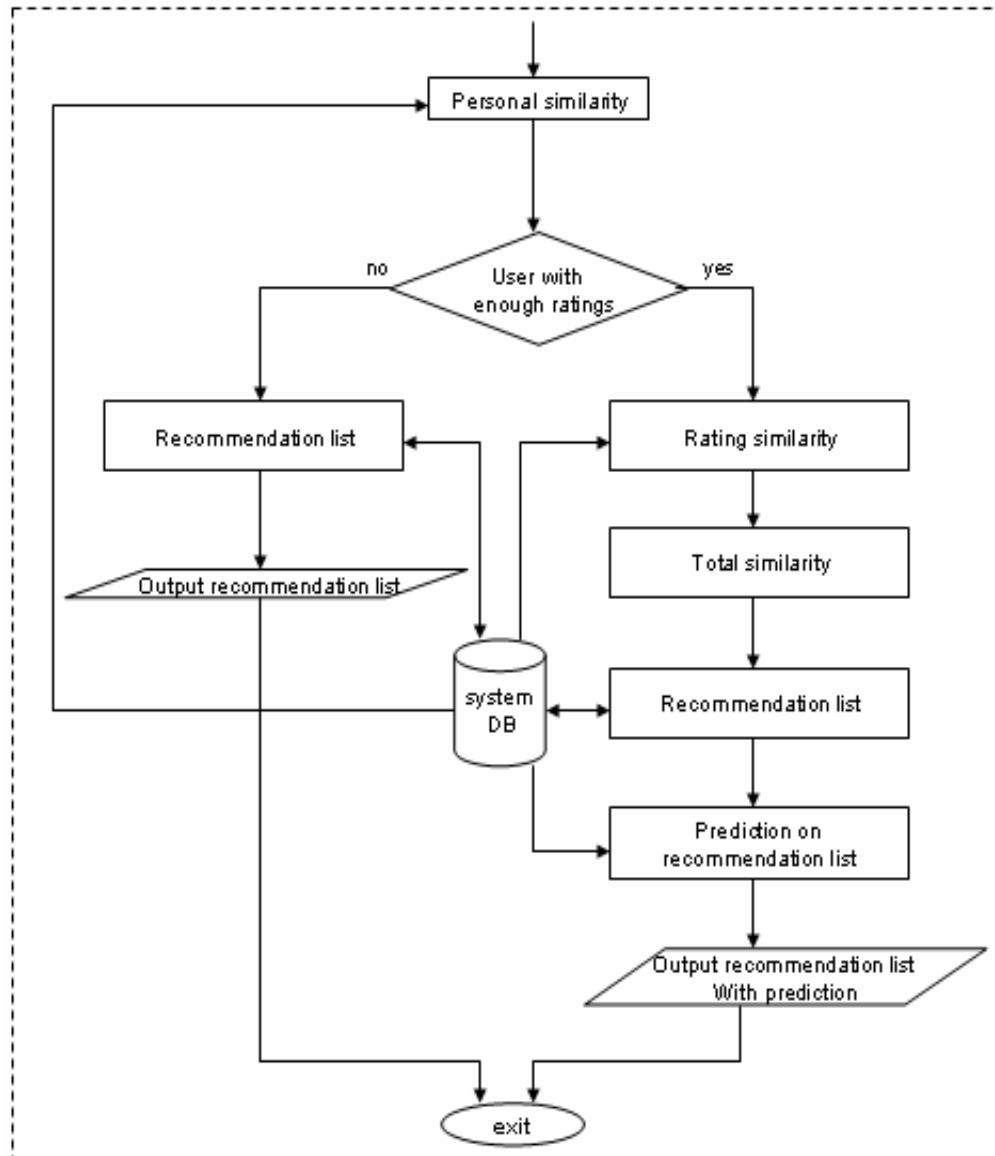 Personal similarity
no
User with
enough ratings
yes
Recommendation list
Rating similarity
Output recommendation list
Total similarity
system
DB
Recommendation list
Prediction on
recommendation list
Output recommendation list
With prediction
exit